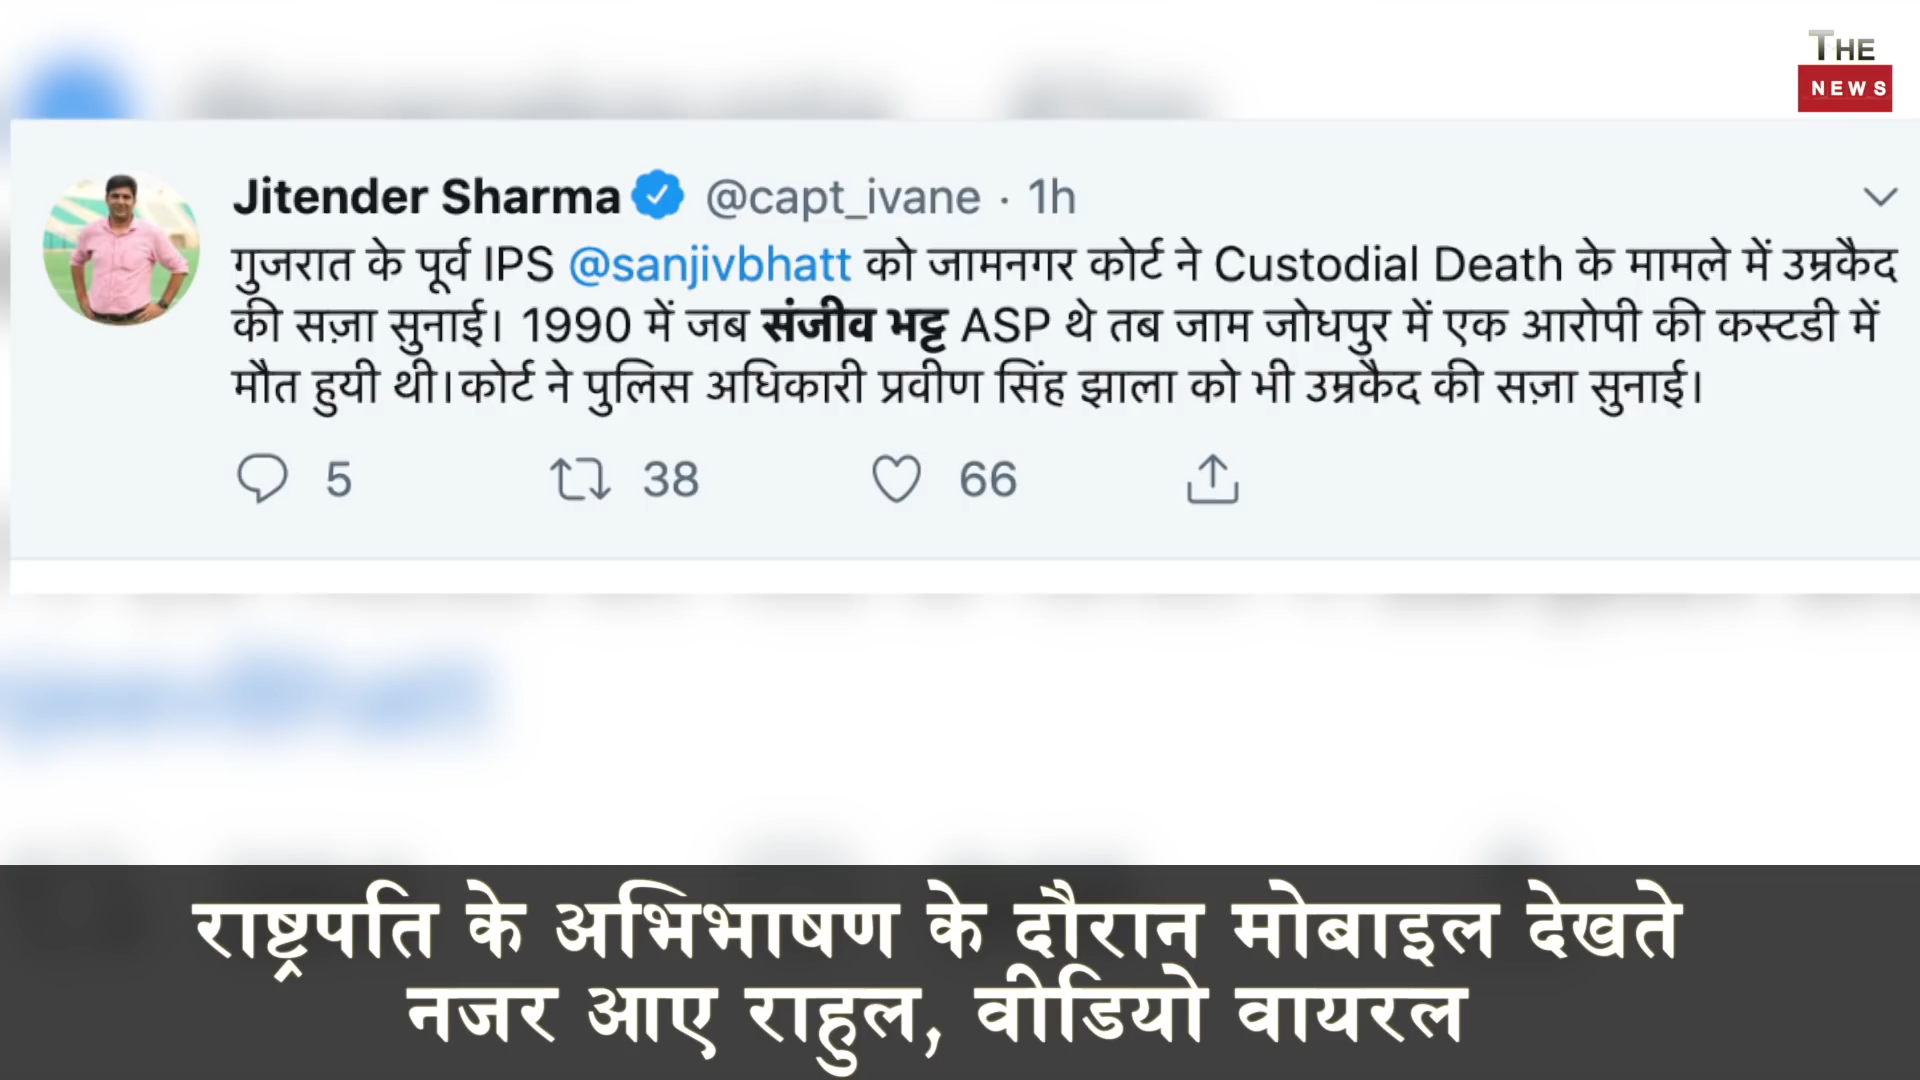 THE
NEWS
Jitender Sharma @capt_ivane · 1h
गुजरात के पूर्व IPS @sanjivbhatt को जामनगर कोर्ट ने Custodial Death के मामले में उम्रकैद
की सज़ा सुनाई। 1990 में जब संजीव भट्ट ASP थे तब जाम जोधपुर में एक आरोपी की कस्टडी में
मौत हुयी थी।कोर्ट ने पुलिस अधिकारी प्रवीण सिंह झाला को भी उम्रकैद की सज़ा सुनाई।
5 38 66
राष्ट्रपति के अभिभाषण के दौरान मोबाइल देखते
नजर आए राहुल, वीडियो वायरल